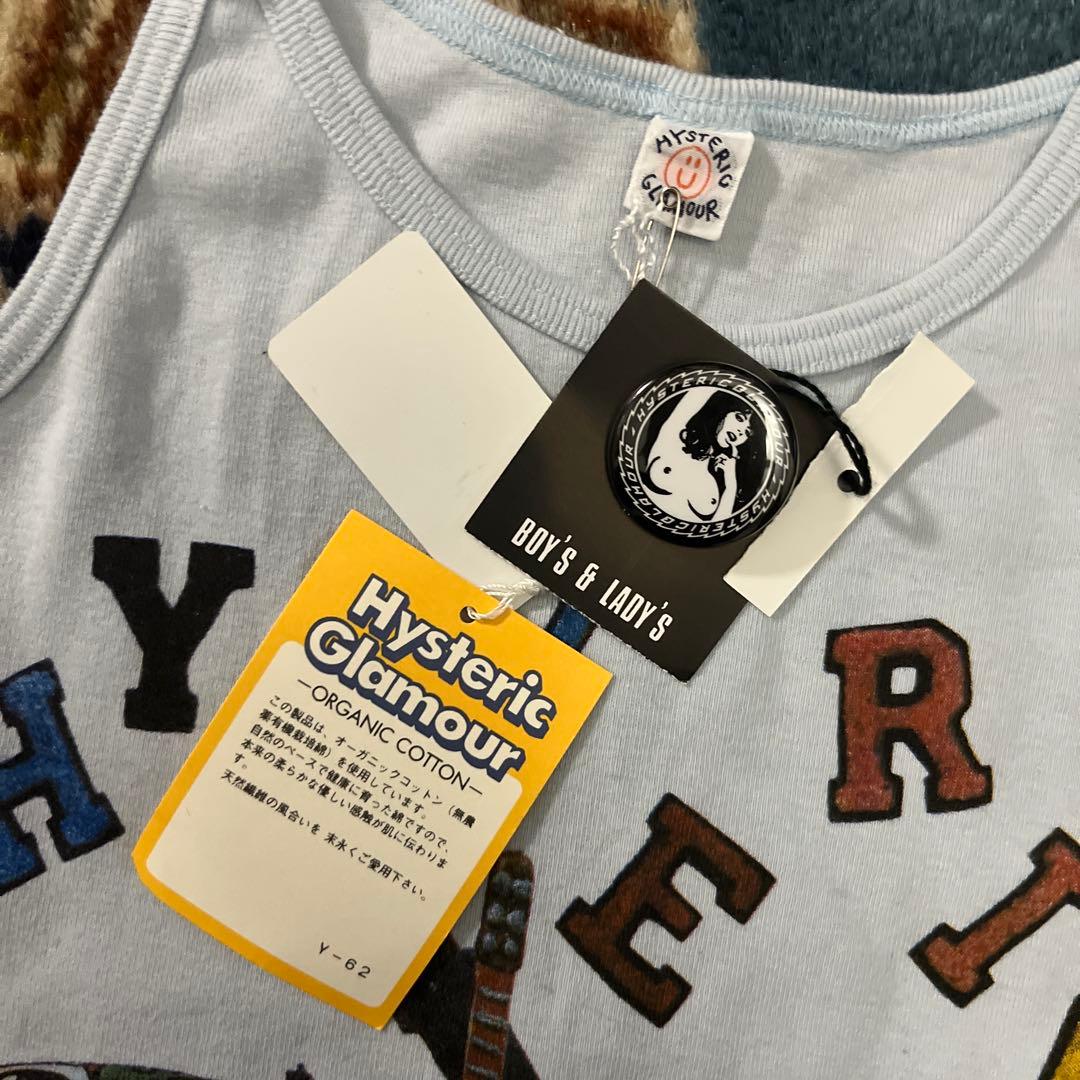 HYSTERIC
GLAMOUR
HYSTERIC GLAMOUR · HYSTERIC GLAMOUR ·
BOY'S & LADY'S
Hysteric
Glamour
—ORGANIC COTTON—
この製品は、オーガニックコットン（無農
薬有機栽培綿）を使用しています。
自然のペースで健康に育った綿ですので、
本来の柔らかな優しい感触が肌に伝わりま
す。
天然繊維の風合いを 末永くご愛用下さい。
Y-62
H Y
R
E
I